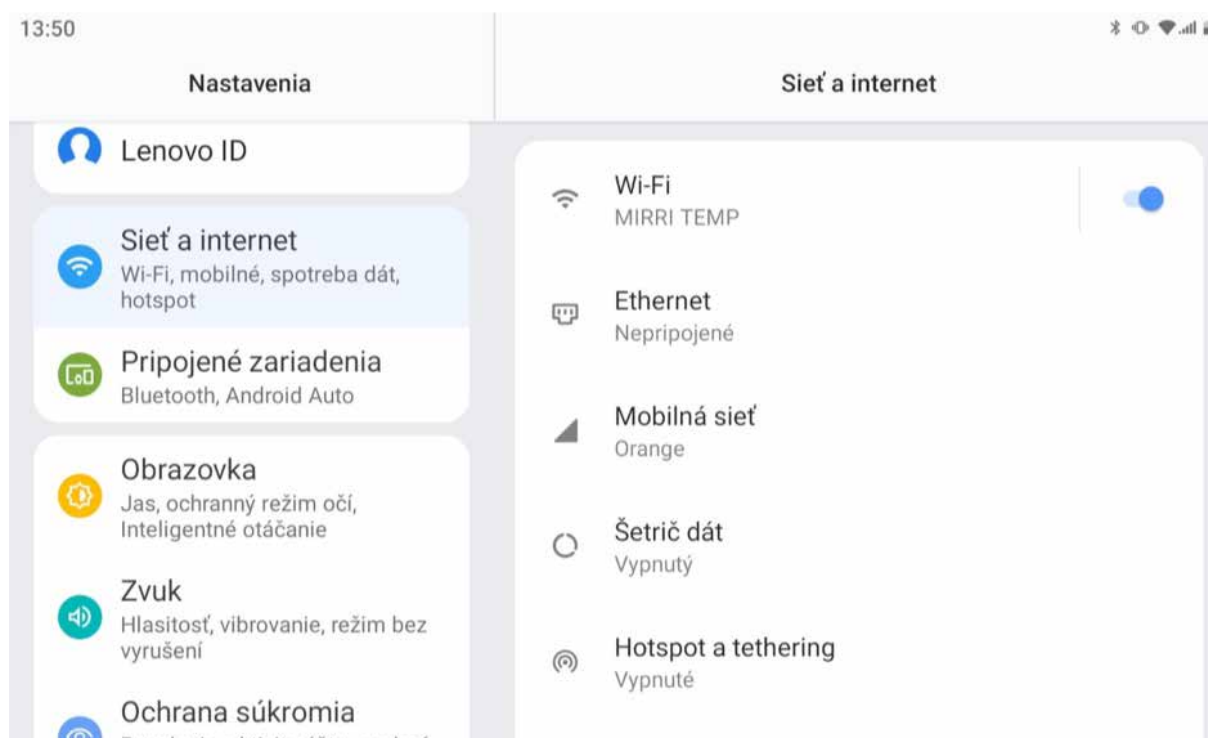 13:50
Nastavenia
Lenovo ID
Sieť a internet
Wi-Fi, mobilné, spotreba dát,
hotspot
Pripojené zariadenia
Bluetooth, Android Auto
Obrazovka
Jas, ochranný režim očí,
Inteligentné otáčanie
Zvuk
Hlasitosť, vibrovanie, režim bez
vyrušení
Ochrana súkromia
Sieť a internet
Wi-Fi
MIRRI TEMP
Ethernet
Nepripojené
Mobilná sieť
Orange
Šetrič dát
Vypnutý
Hotspot a tethering
Vypnuté